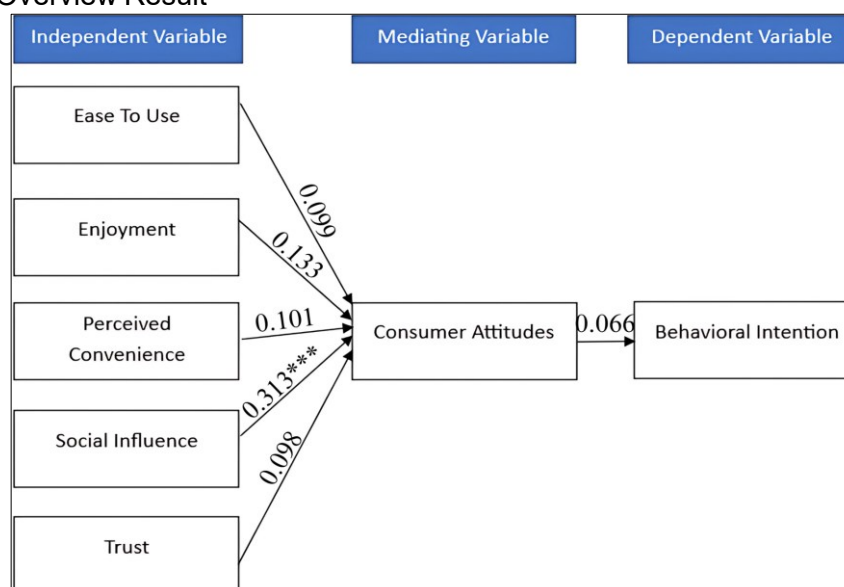 Overview Result
Independent Variable
Mediating Variable
Dependent Variable
Ease To Use
Enjoyment
Perceived
Convenience
Social Influence
Trust
0.099
0.133
0.101
0.313***
0.098
Consumer Attitudes
0.066
Behavioral Intention